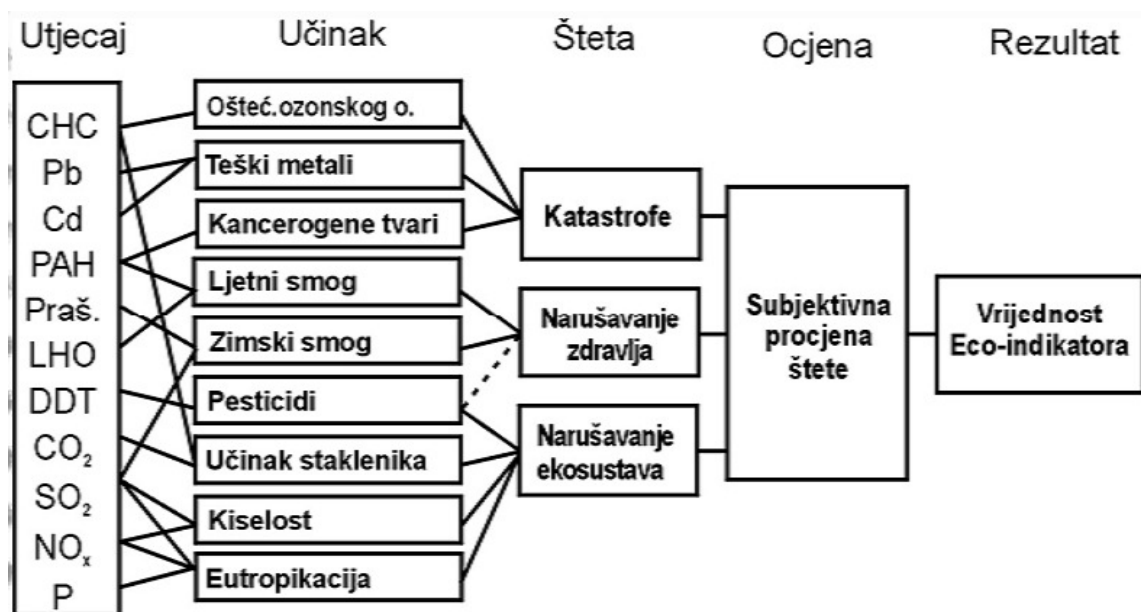 Utjecaj
Učinak
Šteta
Ocjena
Rezultat
CHC
Pb
Cd
PAH
Praš.
LHO
DDT
CO₂
SO₂
NOₓ
P
Ošteć.ozonskog o.
Teški metali
Kancerogene tvari
Ljetni smog
Zimski smog
Pesticidi
Učinak staklenika
Kiselost
Eutropikacija
Katastrofe
Narušavanje
zdravlja
Narušavanje
ekosustava
Subjektivna
procjena
štete
Vrijednost
Eco-indikatora